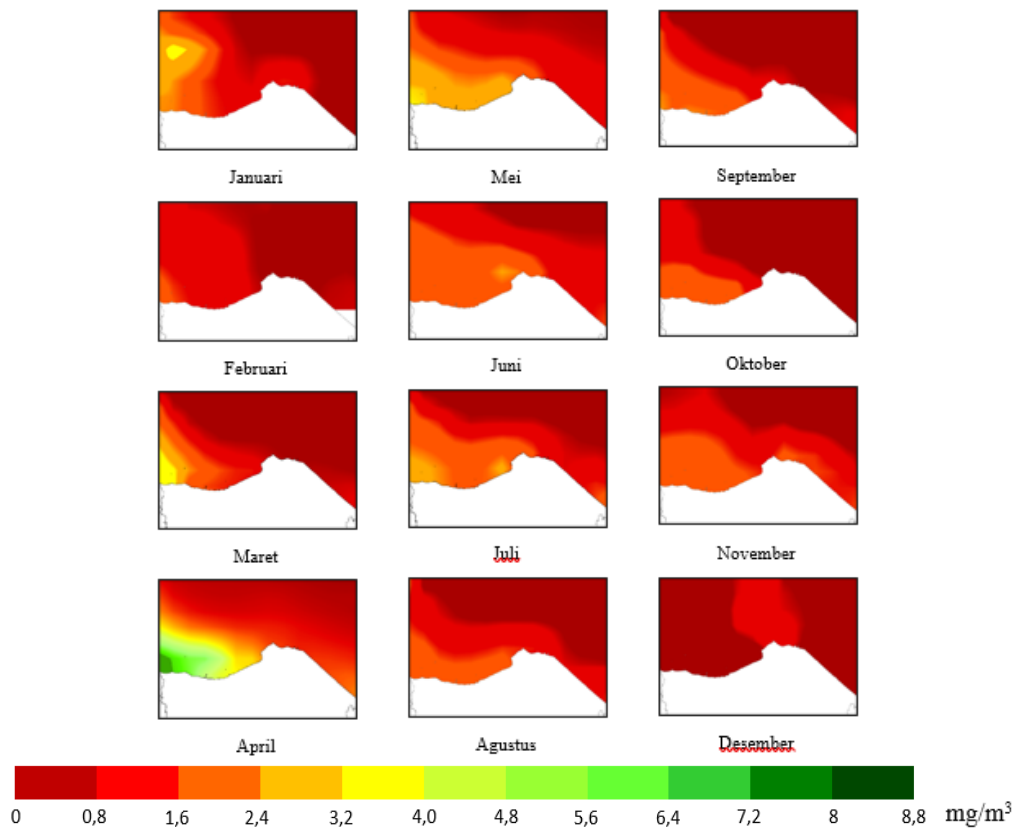 Januari Mei September
Februari Juni Oktober
Maret Juli November
April Agustus Desember
0 0,8 1,6 2,4 3,2 4,0 4,8 5,6 6,4 7,2 8 8,8 mg/m³